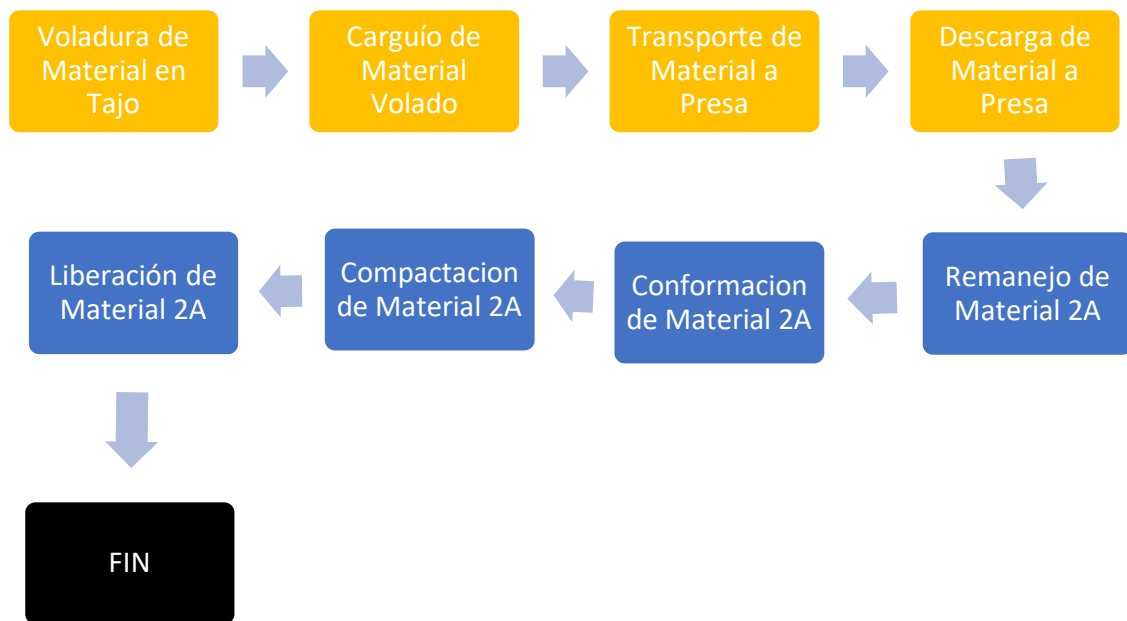 Voladura de
Material en
Tajo
Carguío de
Material
Volado
Transporte de
Material a
Presa
Descarga de
Material a
Presa
Remanejo de
Material 2A
Conformacion
de Material 2A
Compactacion
de Material 2A
Liberación de
Material 2A
FIN